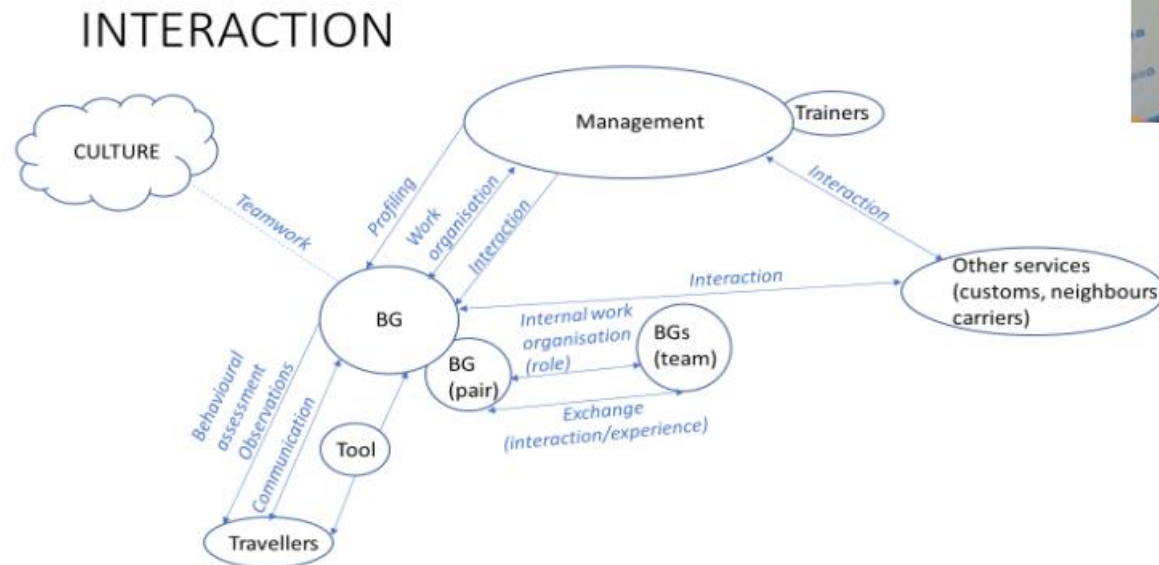 INTERACTION
CULTURE
Management
Trainers
Teamwork
Profiling
Work
organisation
Interaction
Interaction
Interaction
Other services
(customs, neighbours
carriers)
BG
BG
(pair)
Internal work
organisation
(role)
BGs
(team)
Exchange
(interaction/experience)
Behavioural
assessment
Observations
Communication
Tool
Travellers